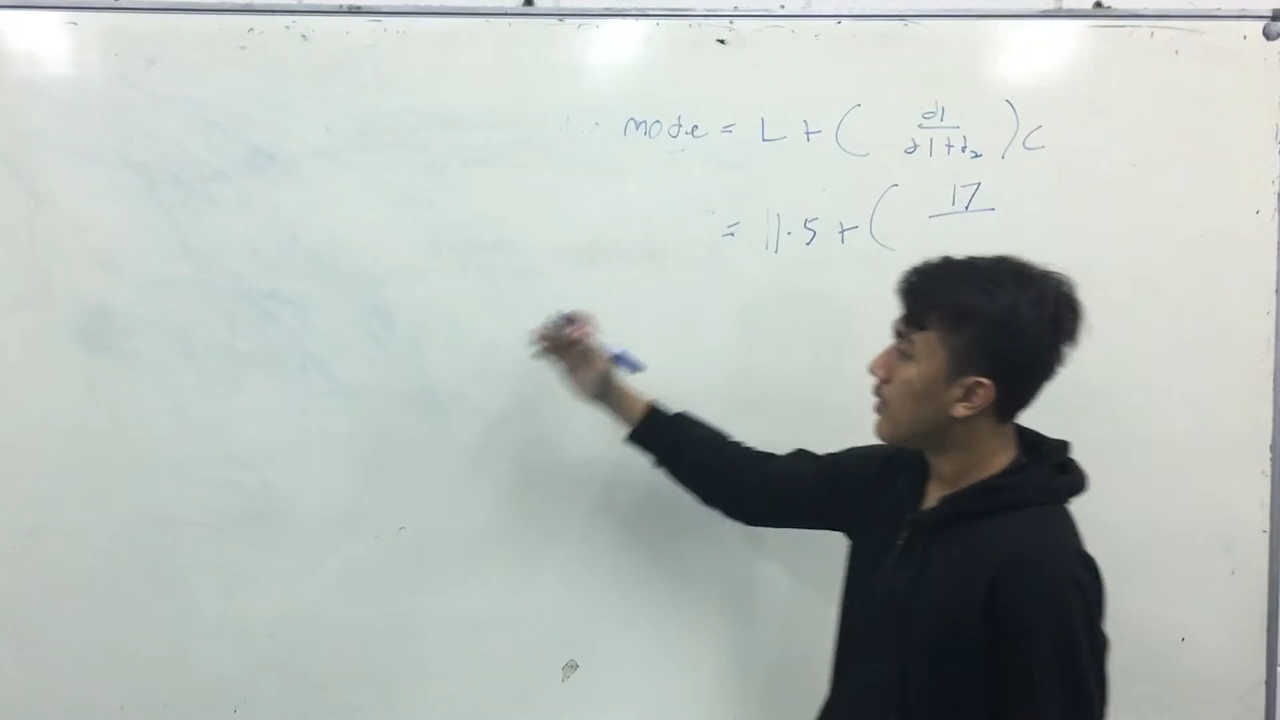 mode = L + ( d1 / d1+d2 ) c
= 11.5 + ( 17 /